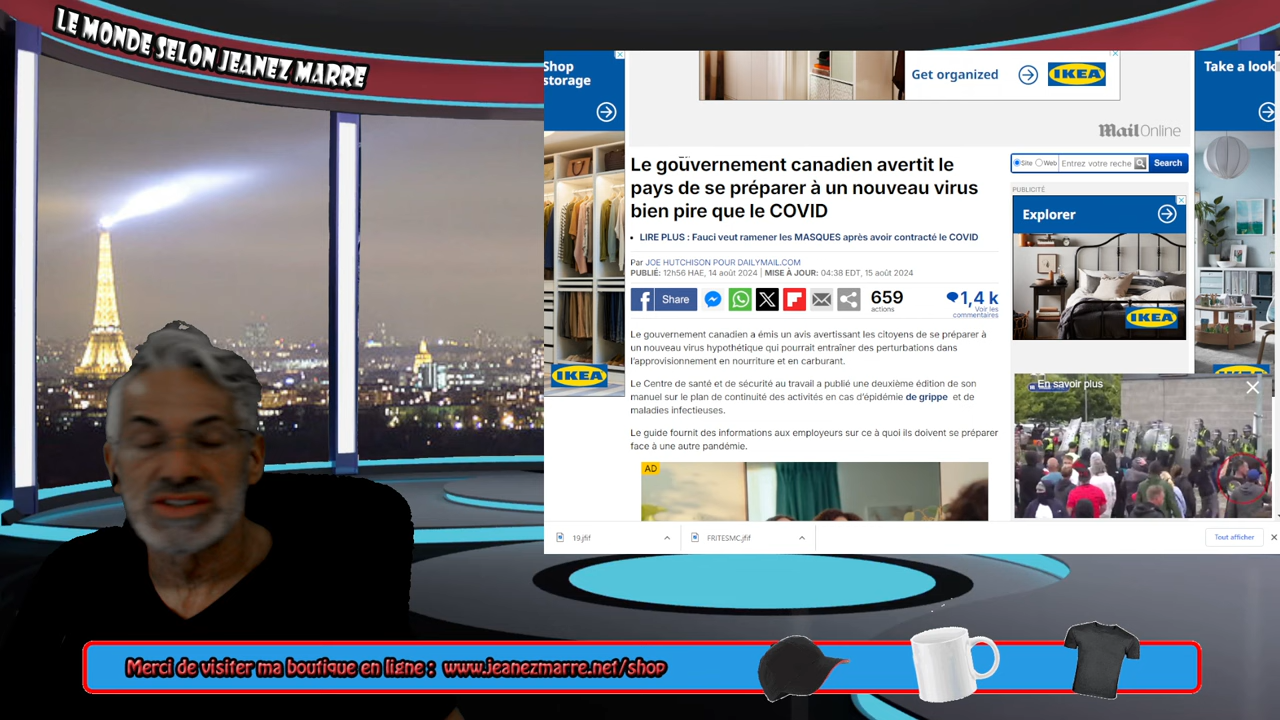 LE MONDE SELON JEANEZ MARRE
Shop
storage
Get organized
IKEA
Take a look
MailOnline
Le gouvernement canadien avertit le
pays de se préparer à un nouveau virus
bien pire que le COVID
• LIRE PLUS : Fauci veut ramener les MASQUES après avoir contracté le COVID
Par JOE HUTCHISON POUR DAILYMAIL.COM
PUBLIÉ: 12h56 HAE, 14 août 2024 | MISE À JOUR: 04:38 EDT, 15 août 2024
Share
659
actions
1,4 k
Voir les
commentaires
Le gouvernement canadien a émis un avis avertissant les citoyens de se préparer à
un nouveau virus hypothétique qui pourrait entraîner des perturbations dans
l'approvisionnement en nourriture et en carburant.
Le Centre de santé et de sécurité au travail a publié une deuxième édition de son
manuel sur le plan de continuité des activités en cas d'épidémie de grippe et de
maladies infectieuses.
Le guide fournit des informations aux employeurs sur ce à quoi ils doivent se préparer
face à une autre pandémie.
AD
Site Web Entrez votre reche Search
PUBLICITÉ
Explorer
IKEA
IKEA
En savoir plus
19.jfif
FRITESMC.jfif
Tout afficher
Merci de visiter ma boutique en ligne : www.jeanezmarre.net/shop